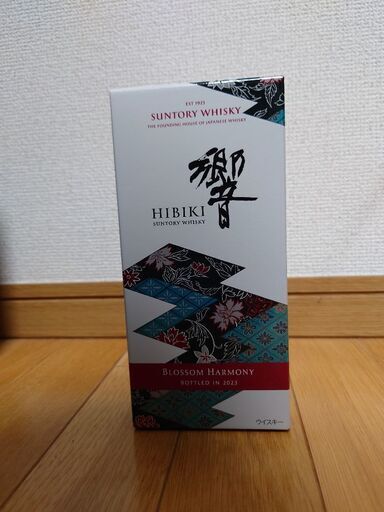 EST 1923
SUNTORY WHISKY
THE FOUNDING HOUSE OF JAPANESE WHISKY
響
HIBIKI
SUNTORY WHISKY
BLOSSOM HARMONY
BOTTLED IN 2023
ウイスキー